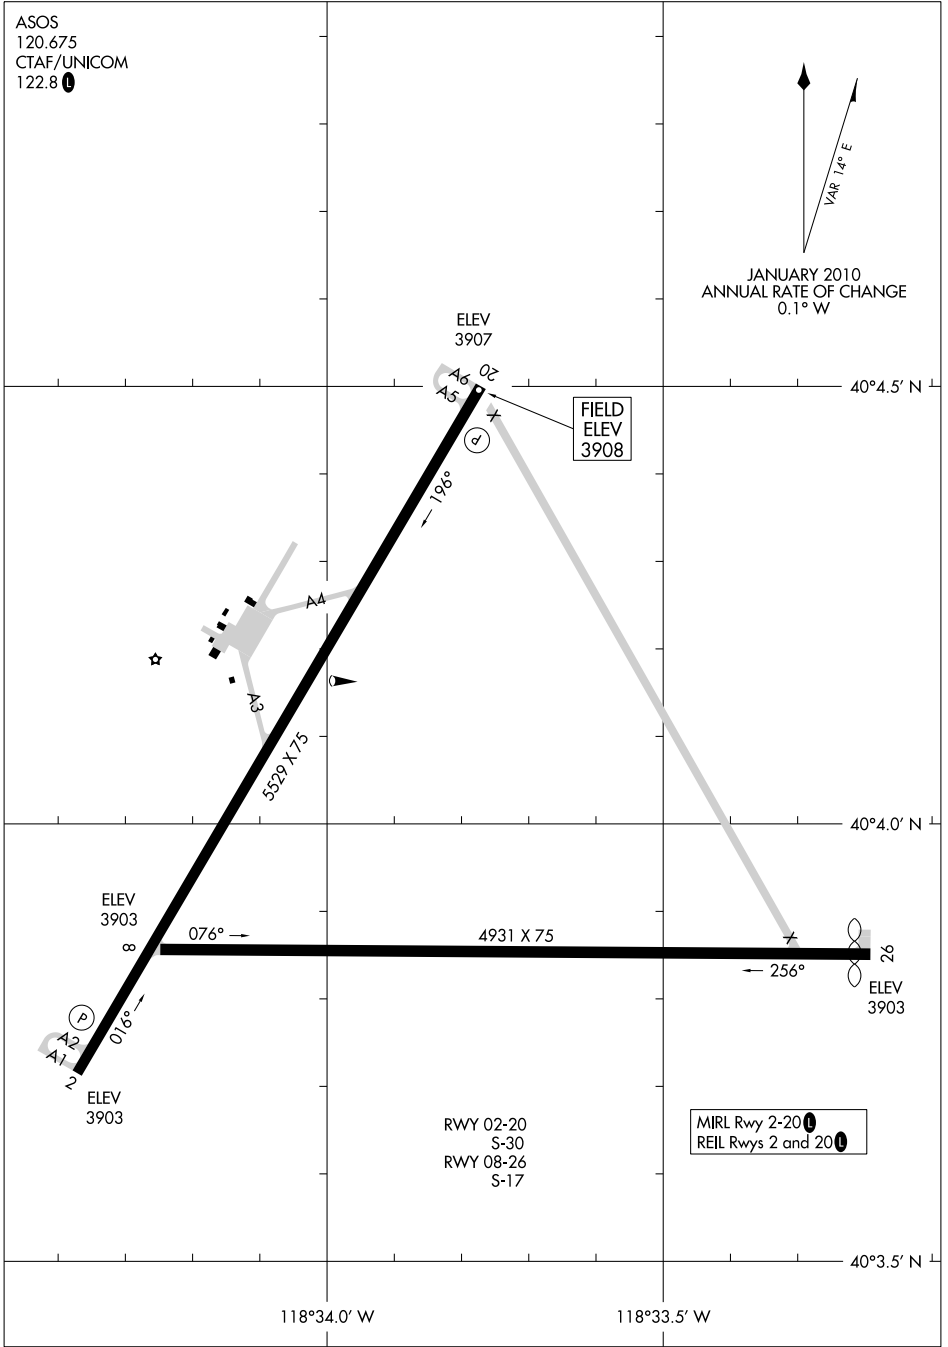 ASOS
120.675
CTAF/UNICOM
122.8 L
VAR 14° E
JANUARY 2010
ANNUAL RATE OF CHANGE
0.1° W
ELEV
3907
A6
20
A5
40°4.5' N
FIELD
ELEV
3908
P
196°
A4
A3
5529 X 75
40°4.0' N
ELEV
3903
8
076°
4931 X 75
256°
26
ELEV
3903
P
016°
A2
A1
2
ELEV
3903
RWY 02-20
S-30
RWY 08-26
S-17
MIRL Rwy 2-20 L
REIL Rwys 2 and 20 L
40°3.5' N
118°34.0' W
118°33.5' W